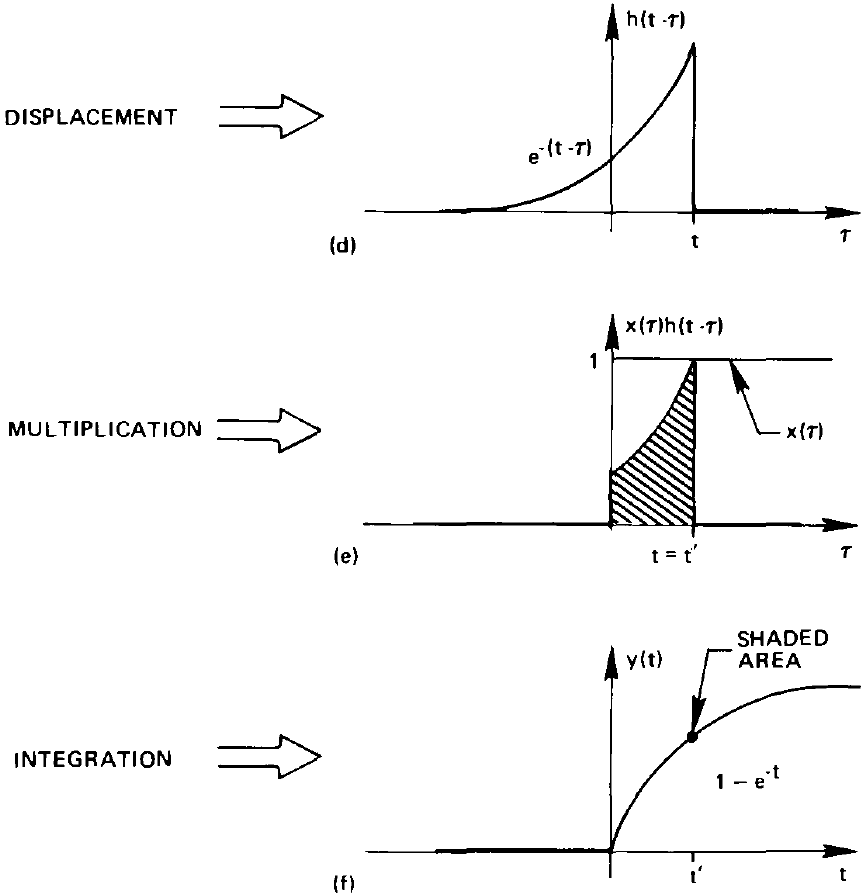 h(t -τ)
DISPLACEMENT
e-(t -τ)
(d)
t
τ
x(τ)h(t -τ)
1
MULTIPLICATION
x(τ)
(e)
t = t′
τ
SHADED
AREA
y(t)
INTEGRATION
1 – e-t
(f)
t′
t